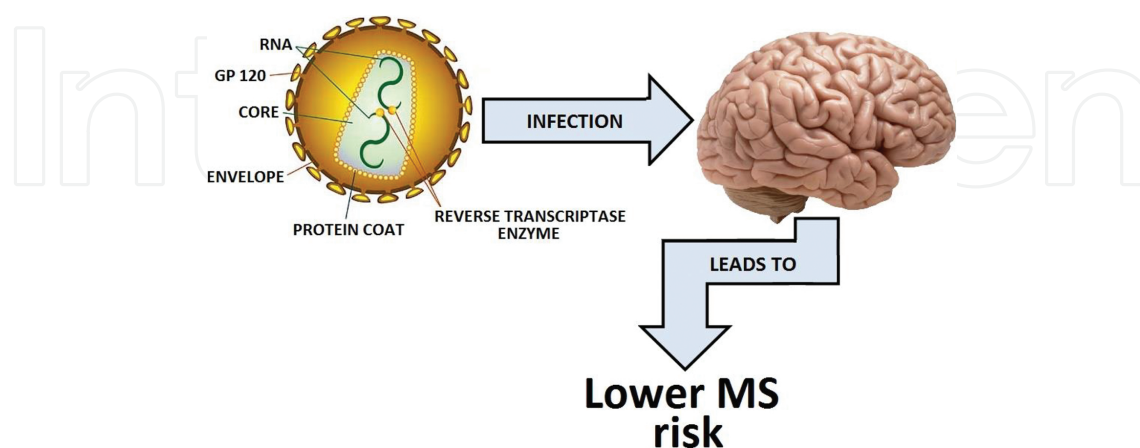 RNA
GP 120
CORE
ENVELOPE
PROTEIN COAT
REVERSE TRANSCRIPTASE
ENZYME
INFECTION
LEADS TO
Lower MS
risk